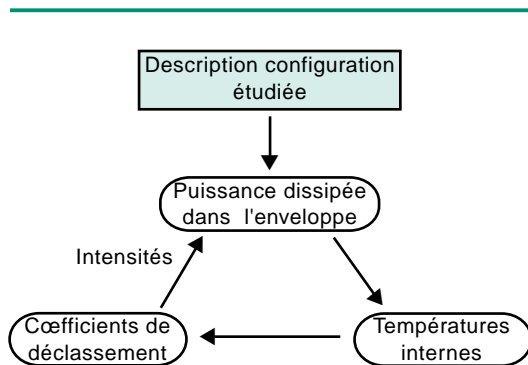 Description configuration
étudiée
Puissance dissipée
dans l'enveloppe
Intensités
Cœfficients de
déclassement
Températures
internes